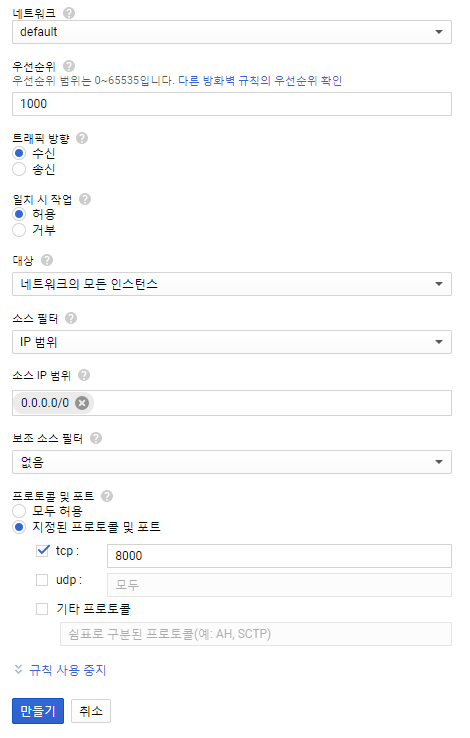 네트워크
default
우선순위
우선순위 범위는 0~65535입니다. 다른 방화벽 규칙의 우선순위 확인
1000
트래픽 방향
수신
송신
일치 시 작업
허용
거부
대상
네트워크의 모든 인스턴스
소스 필터
IP 범위
소스 IP 범위
0.0.0.0/0
보조 소스 필터
없음
프로토콜 및 포트
모두 허용
지정된 프로토콜 및 포트
tcp : 8000
udp : 모두
기타 프로토콜
쉼표로 구분된 프로토콜(예: AH, SCTP)
규칙 사용 중지
만들기 취소